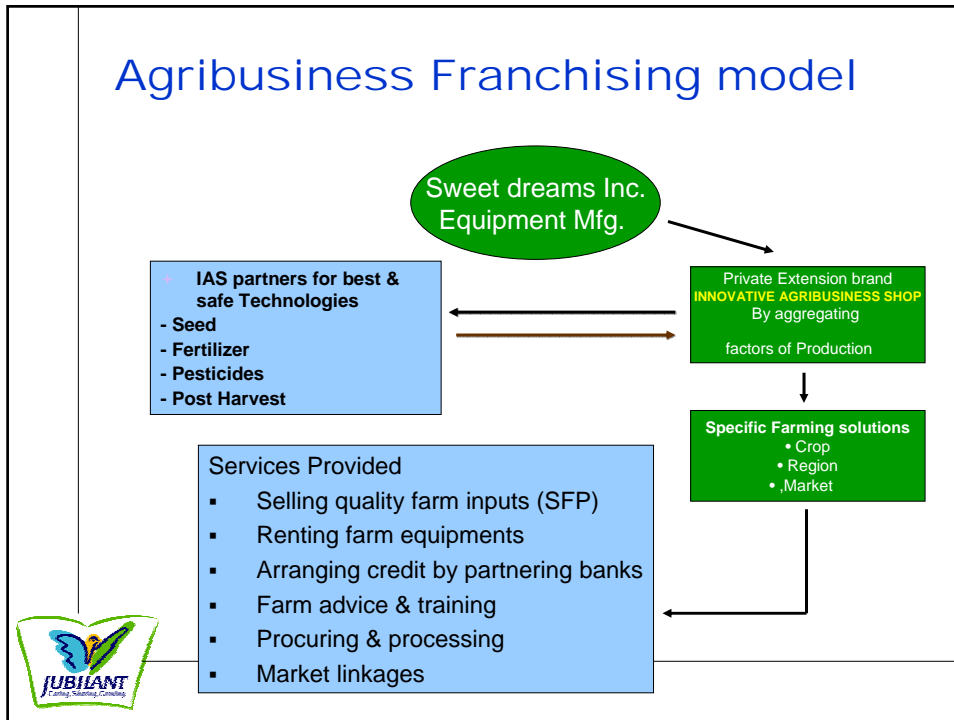 Agribusiness Franchising model
Sweet dreams Inc.
Equipment Mfg.
+ IAS partners for best &
safe Technologies
- Seed
- Fertilizer
- Pesticides
- Post Harvest
Private Extension brand
INNOVATIVE AGRIBUSINESS SHOP
By aggregating
factors of Production
Specific Farming solutions
• Crop
• Region
• ,Market
Services Provided
▪ Selling quality farm inputs (SFP)
▪ Renting farm equipments
▪ Arranging credit by partnering banks
▪ Farm advice & training
▪ Procuring & processing
▪ Market linkages
JUBILANT